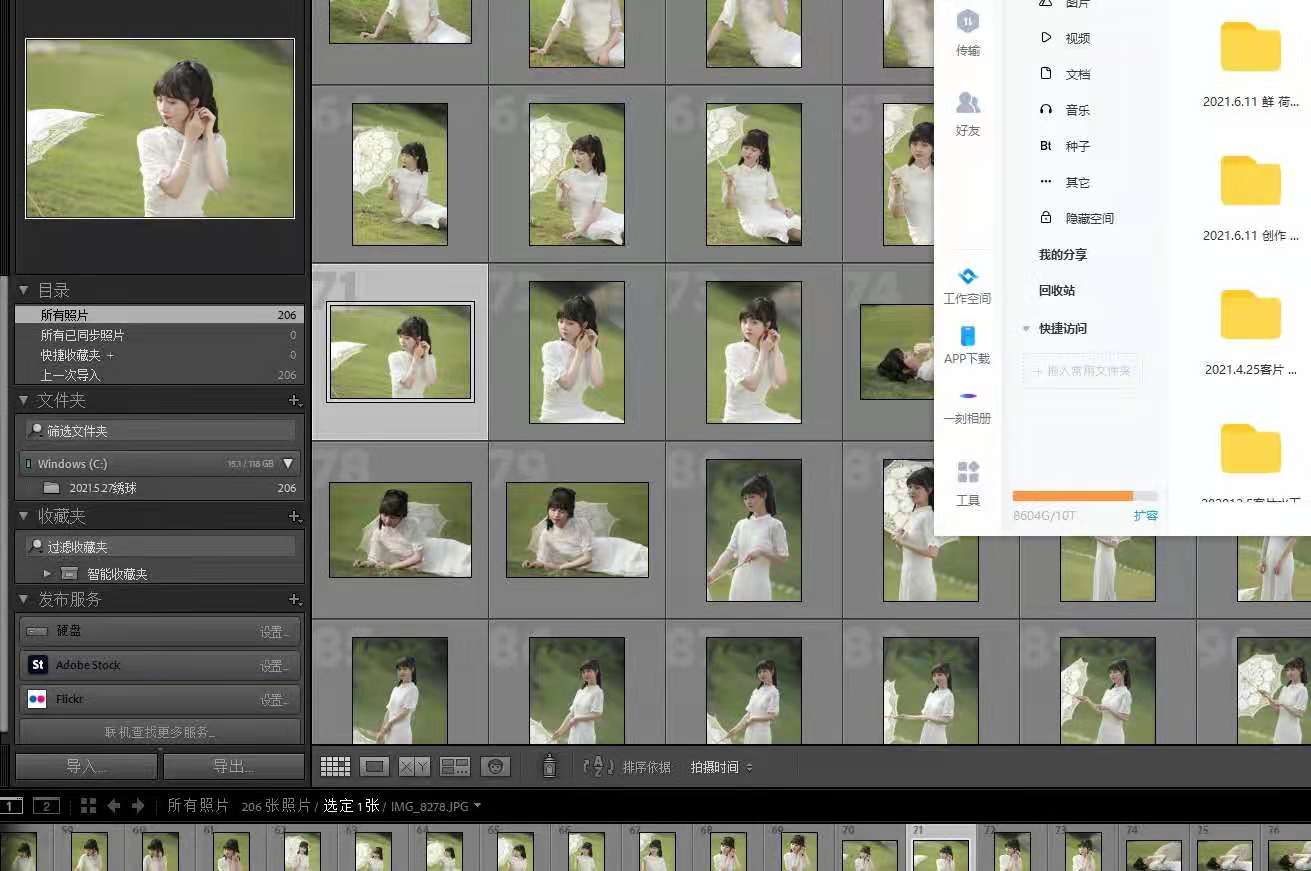 目录
所有照片 206
所有已同步照片 0
快捷收藏夹 + 0
上一次导入 206
文件夹 +
筛选文件夹
Windows (C:) 15.1 / 118 GB
2021.5.27绣球 206
收藏夹 +
过滤收藏夹
智能收藏夹
发布服务 +
硬盘 设置...
St Adobe Stock 设置...
Flickr 设置...
联机查找更多服务...
导入... 导出...
71 72 73 74
78 79
传输
好友
工作空间
APP下载
一刻相册
工具
图片
视频
文档
音乐
Bt 种子
其它
隐藏空间
我的分享
回收站
快捷访问
+ 拖入常用文件夹
8604G/10T 扩容
2021.6.11 鲜 荷...
2021.6.11 创作 ...
2021.4.25客片 ...
XY
排序依据: 拍摄时间
1 2 所有照片 206 张照片 / 选定 1 张 / IMG_8278.JPG
59 60 61 62 63 64 65 66 67 68 69 70 71 72 73 74 75 76